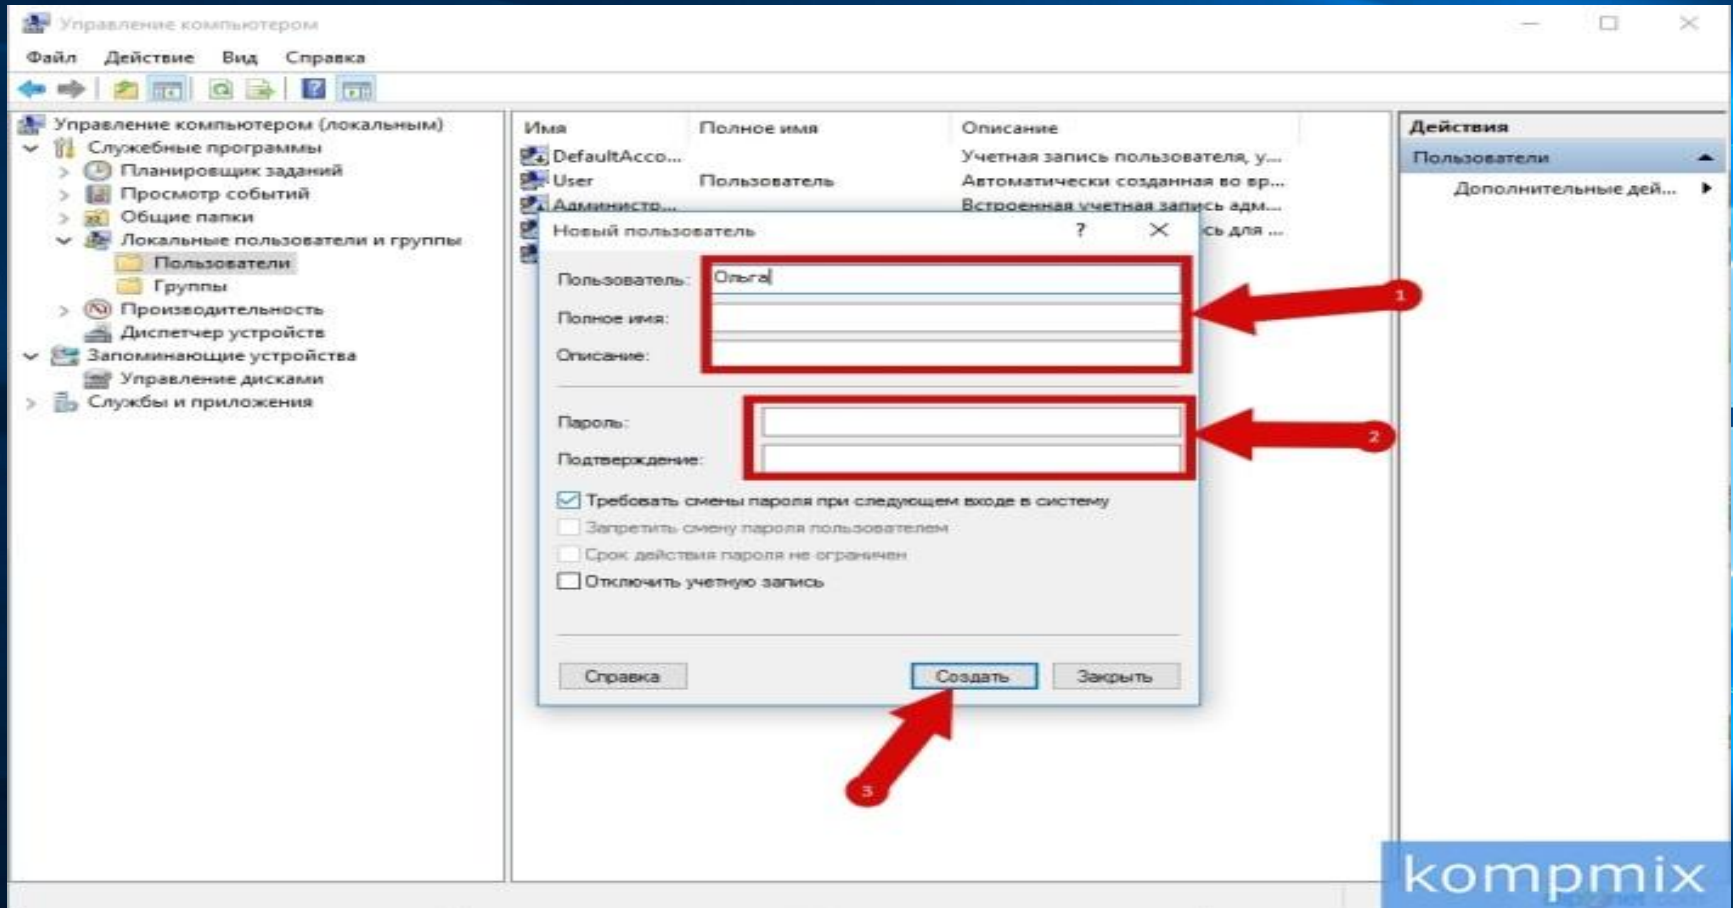 Управление компьютером
Файл Действие Вид Справка
Управление компьютером (локальным)
Служебные программы
Планировщик заданий
Просмотр событий
Общие папки
Локальные пользователи и группы
Пользователи
Группы
Производительность
Диспетчер устройств
Запоминающие устройства
Управление дисками
Службы и приложения
Имя Полное имя Описание
DefaultAcco... Учетная запись пользователя, у...
User Пользователь Автоматически созданная во вр...
Администр... Встроенная учетная запись адм...
сь для ...
Новый пользователь ?
Пользователь: Ольга
Полное имя:
Описание:
Пароль:
Подтверждение:
Требовать смены пароля при следующем входе в систему
Запретить смену пароля пользователем
Срок действия пароля не ограничен
Отключить учетную запись
Справка Создать Закрыть
1
2
3
Действия
Пользователи
Дополнительные дей...
kompmix